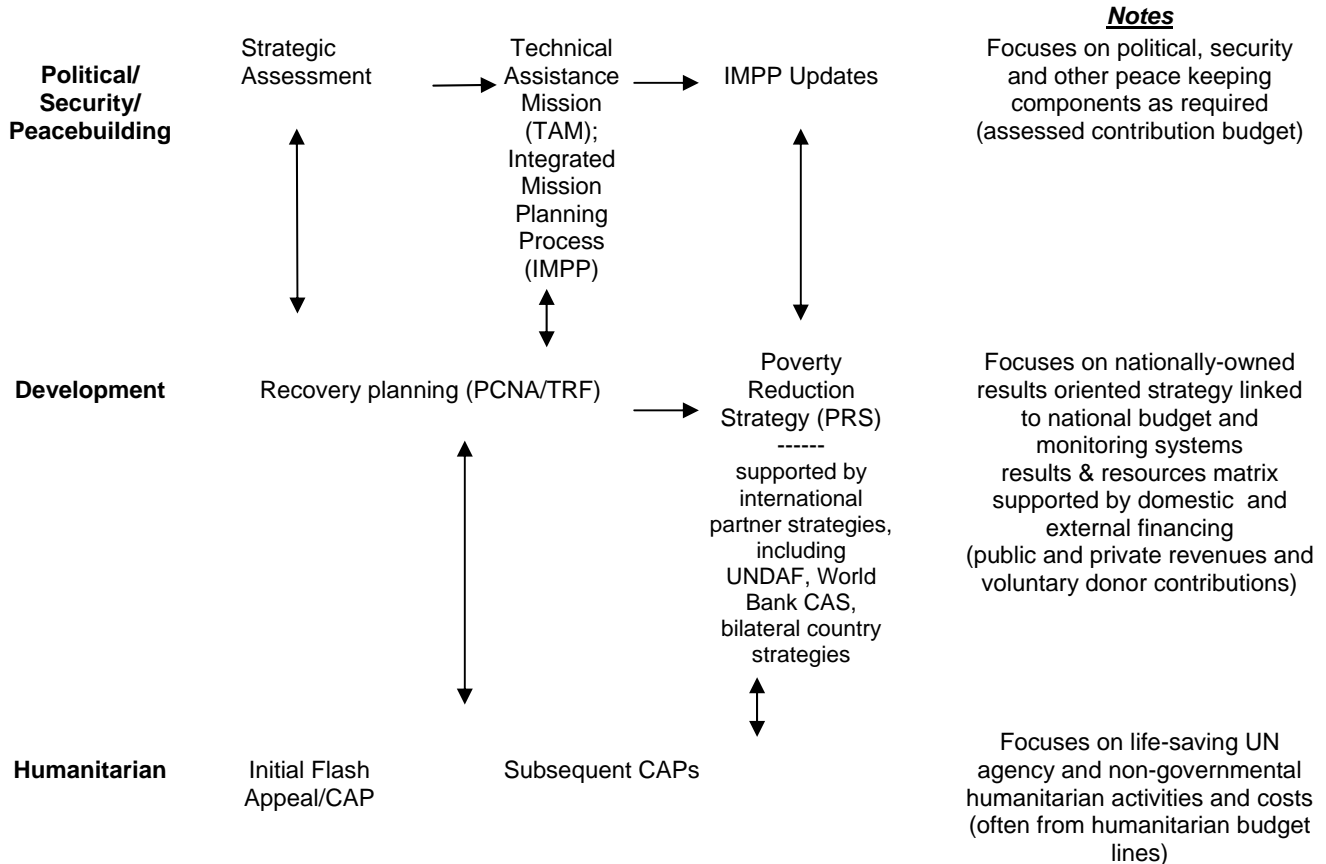 Notes
Political/
Security/
Peacebuilding
Strategic
Assessment
Technical
Assistance
Mission
(TAM);
Integrated
Mission
Planning
Process
(IMPP)
IMPP Updates
Focuses on political, security
and other peace keeping
components as required
(assessed contribution budget)
Development
Recovery planning (PCNA/TRF)
Poverty
Reduction
Strategy (PRS)
------
supported by
international
partner strategies,
including
UNDAF, World
Bank CAS,
bilateral country
strategies
Focuses on nationally-owned
results oriented strategy linked
to national budget and
monitoring systems
results & resources matrix
supported by domestic and
external financing
(public and private revenues and
voluntary donor contributions)
Humanitarian
Initial Flash
Appeal/CAP
Subsequent CAPs
Focuses on life-saving UN
agency and non-governmental
humanitarian activities and costs
(often from humanitarian budget
lines)